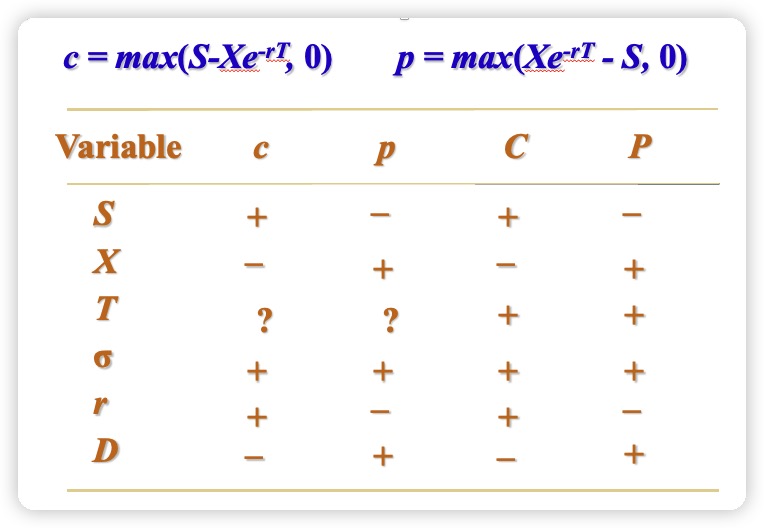 c = max(S-Xe-rT, 0) p = max(Xe-rT - S, 0)
Variable c p C P
S + – + –
X – + – +
T ? ? + +
σ + + + +
r + – + –
D – + – +